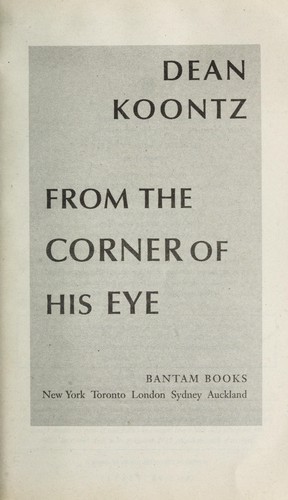 DEAN
KOONTZ
FROM THE
CORNER OF
HIS EYE
BANTAM BOOKS
New York Toronto London Sydney Auckland